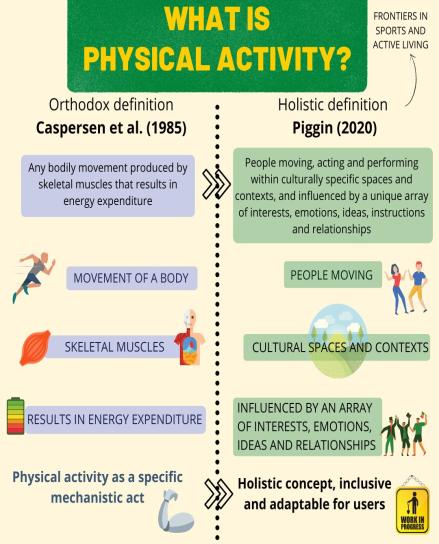 WHAT IS
PHYSICAL ACTIVITY?
FRONTIERS IN
SPORTS AND
ACTIVE LIVING
Orthodox definition
Caspersen et al. (1985)
Any bodily movement produced by
skeletal muscles that results in
energy expenditure
MOVEMENT OF A BODY
SKELETAL MUSCLES
RESULTS IN ENERGY EXPENDITURE
Physical activity as a specific
mechanistic act
Holistic definition
Piggin (2020)
People moving, acting and performing
within culturally specific spaces and
contexts, and influenced by a unique array
of interests, emotions, ideas, instructions
and relationships
PEOPLE MOVING
CULTURAL SPACES AND CONTEXTS
INFLUENCED BY AN ARRAY
OF INTERESTS, EMOTIONS,
IDEAS AND RELATIONSHIPS
Holistic concept, inclusive
and adaptable for users
WORK IN
PROGRESS